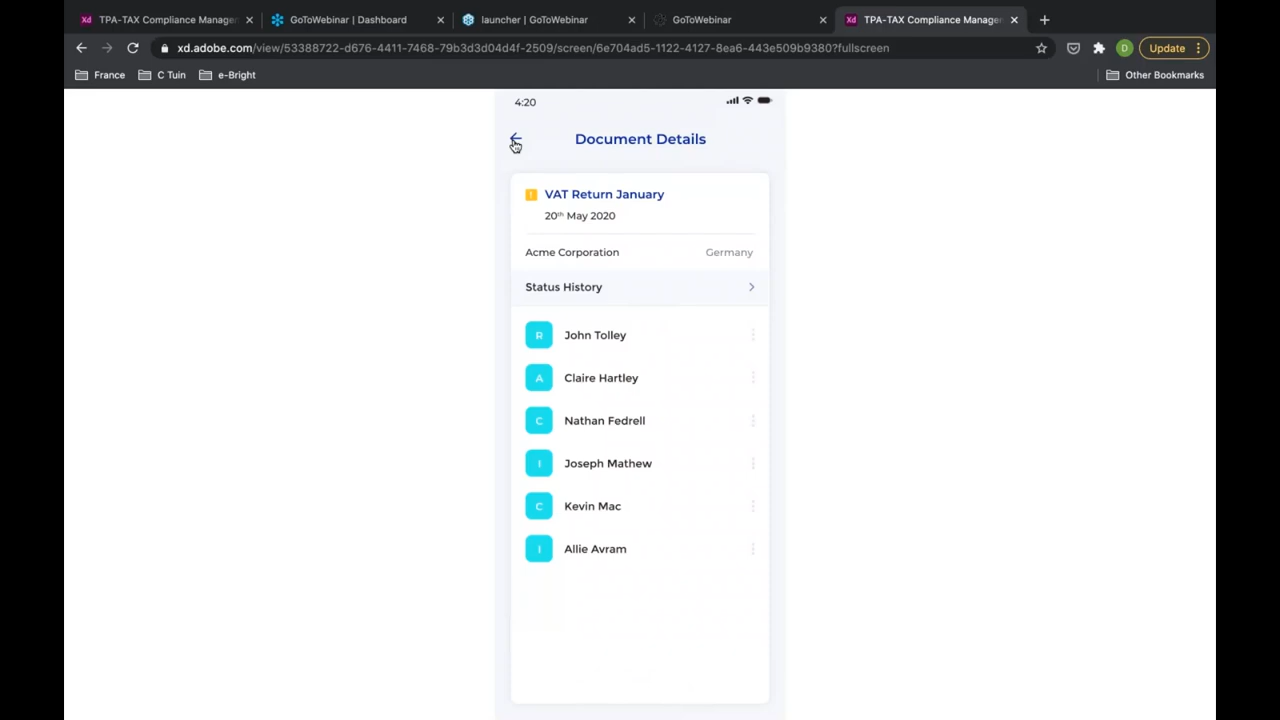 TPA-TAX Compliance Manager
GoToWebinar | Dashboard
launcher | GoToWebinar
GoToWebinar
TPA-TAX Compliance Manager
xd.adobe.com/view/53388722-d676-4411-7468-79b3d3d04d4f-2509/screen/6e704ad5-1122-4127-8ea6-443e509b9380?fullscreen
D
Update
France
C Tuin
e-Bright
Other Bookmarks
4:20
Document Details
VAT Return January
20th May 2020
Acme Corporation Germany
Status History
R John Tolley
A Claire Hartley
C Nathan Fedrell
I Joseph Mathew
C Kevin Mac
I Allie Avram